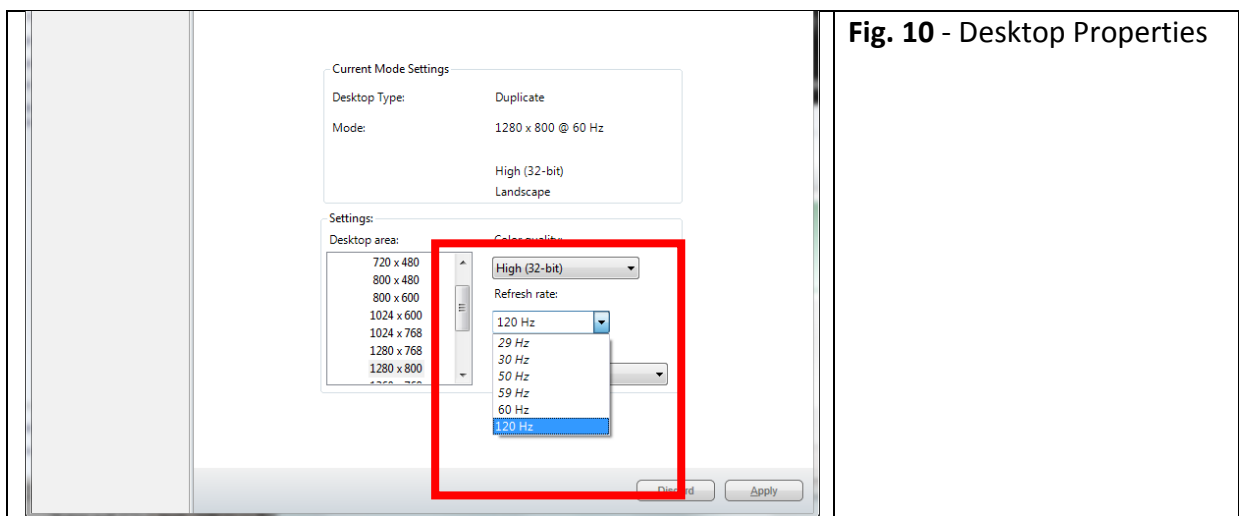 Fig. 10 - Desktop Properties
Current Mode Settings
Desktop Type: Duplicate
Mode: 1280 x 800 @ 60 Hz
High (32-bit)
Landscape
Settings:
Desktop area: Color quality:
720 x 480
800 x 480
800 x 600
1024 x 600
1024 x 768
1280 x 768
1280 x 800
High (32-bit)
Refresh rate:
120 Hz
29 Hz
30 Hz
50 Hz
59 Hz
60 Hz
120 Hz
Discard Apply